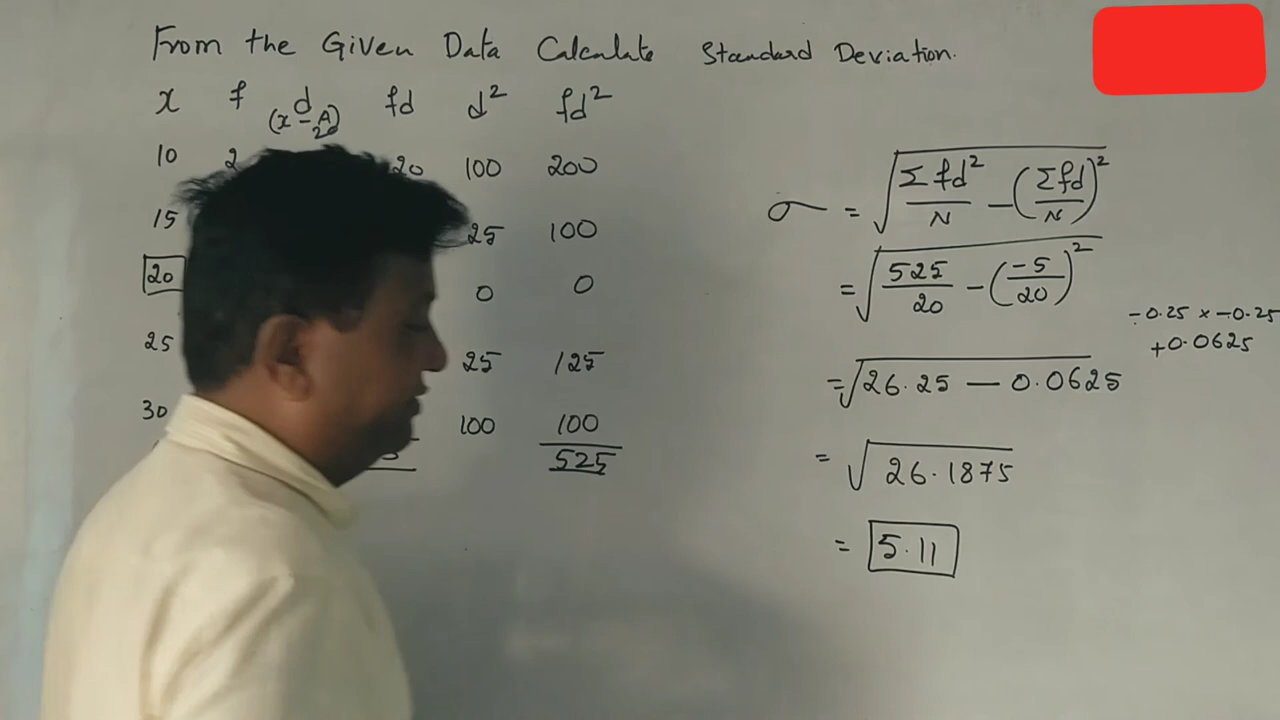 From the Given Data Calculate Standard Deviation.
x f d fd d² fd²
(x - A)
20
10 2 20 100 200
15 25 100
20 0 0
25 25 125
30 100 100
525
σ = √(Σfd²/N - (Σfd/N)²)
= √(525/20 - (-5/20)²)
-0.25 x -0.25
+0.0625
= √26.25 - 0.0625
= √26.1875
= 5.11